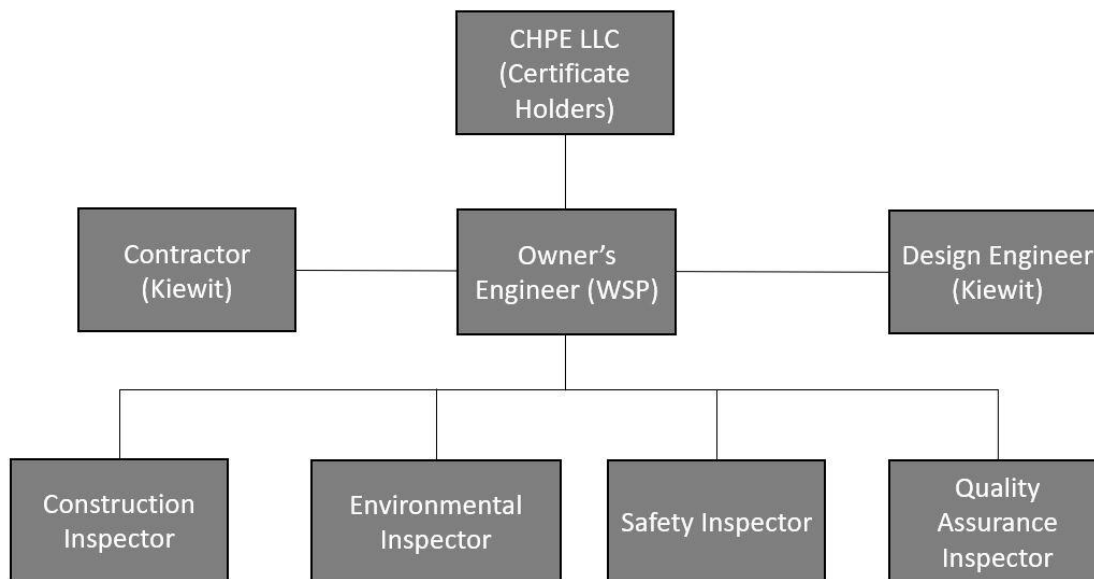 CHPE LLC
(Certificate
Holders)
Contractor
(Kiewit)
Owner’s
Engineer (WSP)
Design Engineer
(Kiewit)
Construction
Inspector
Environmental
Inspector
Safety Inspector
Quality
Assurance
Inspector